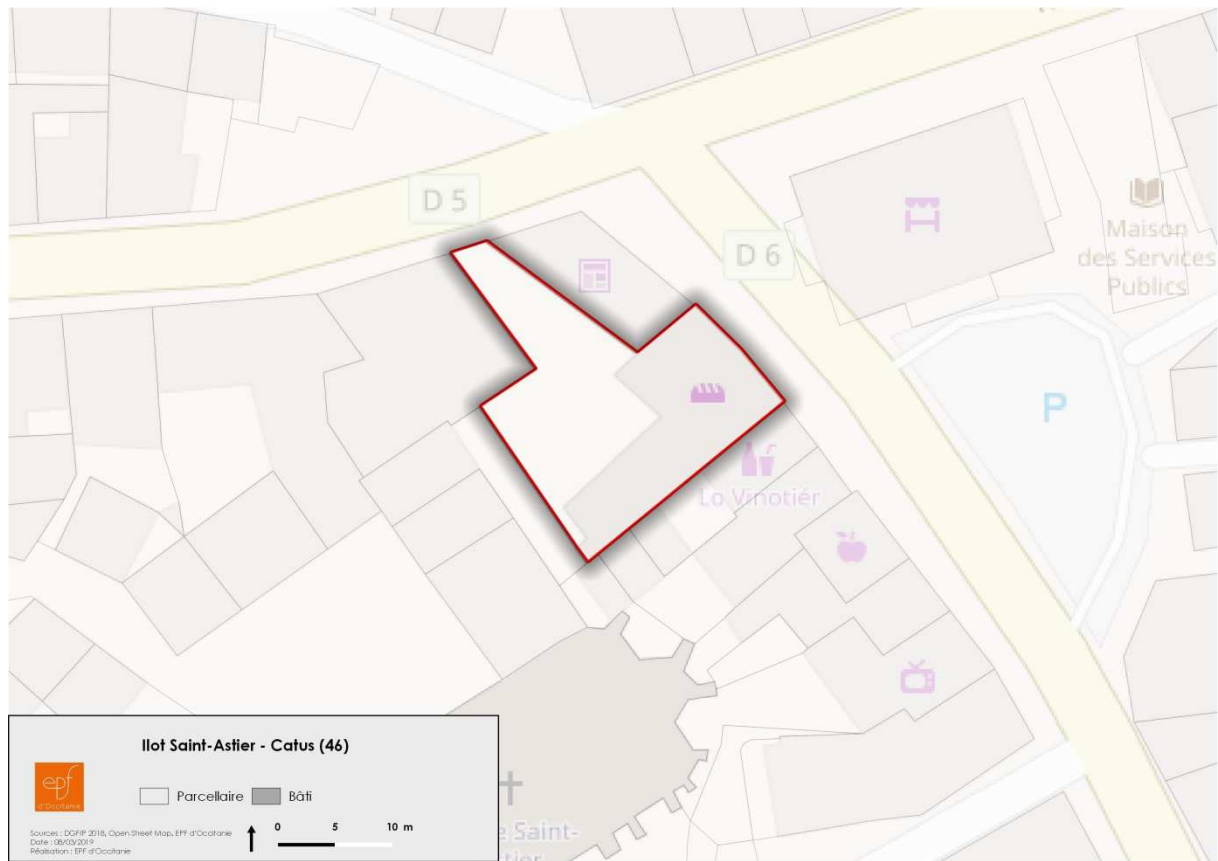 D 5
D 6
Maison
des Services
Publics
P
Lo Vinotiér
Ilot Saint-Astier - Catus (46)
epf
d'Occitanie
Parcellaire
Bâti
Sources : DGFIP 2018, Open Street Map, EPF d'Occitanie
Date : 08/03/2019
Réalisation : EPF d'Occitanie
0 5 10 m
e Saint-